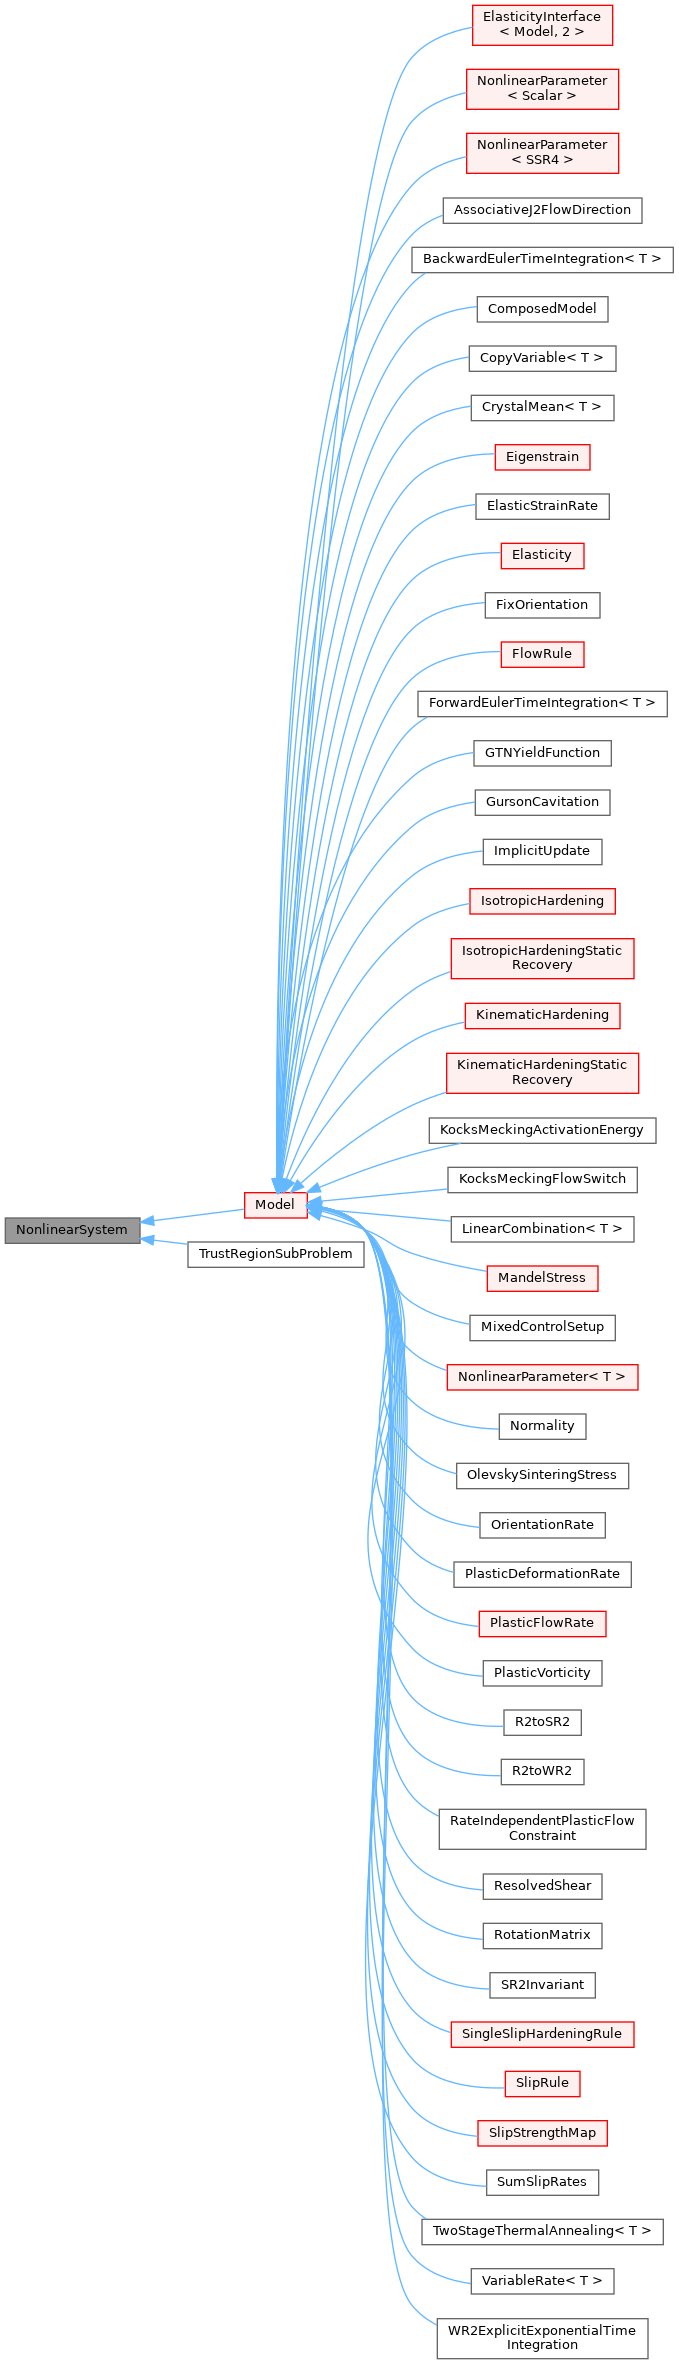 ElasticityInterface
< Model, 2 >
NonlinearParameter
< Scalar >
NonlinearParameter
< SSR4 >
AssociativeJ2FlowDirection
BackwardEulerTimeIntegration< T >
ComposedModel
CopyVariable< T >
CrystalMean< T >
Eigenstrain
ElasticStrainRate
Elasticity
FixOrientation
FlowRule
ForwardEulerTimeIntegration< T >
GTNYieldFunction
GursonCavitation
ImplicitUpdate
IsotropicHardening
IsotropicHardeningStatic
Recovery
KinematicHardening
KinematicHardeningStatic
Recovery
KocksMeckingActivationEnergy
KocksMeckingFlowSwitch
Model
LinearCombination< T >
NonlinearSystem
TrustRegionSubProblem
MandelStress
MixedControlSetup
NonlinearParameter< T >
Normality
OlevskySinteringStress
OrientationRate
PlasticDeformationRate
PlasticFlowRate
PlasticVorticity
R2toSR2
R2toWR2
RateIndependentPlasticFlow
Constraint
ResolvedShear
RotationMatrix
SR2Invariant
SingleSlipHardeningRule
SlipRule
SlipStrengthMap
SumSlipRates
TwoStageThermalAnnealing< T >
VariableRate< T >
WR2ExplicitExponentialTime
Integration